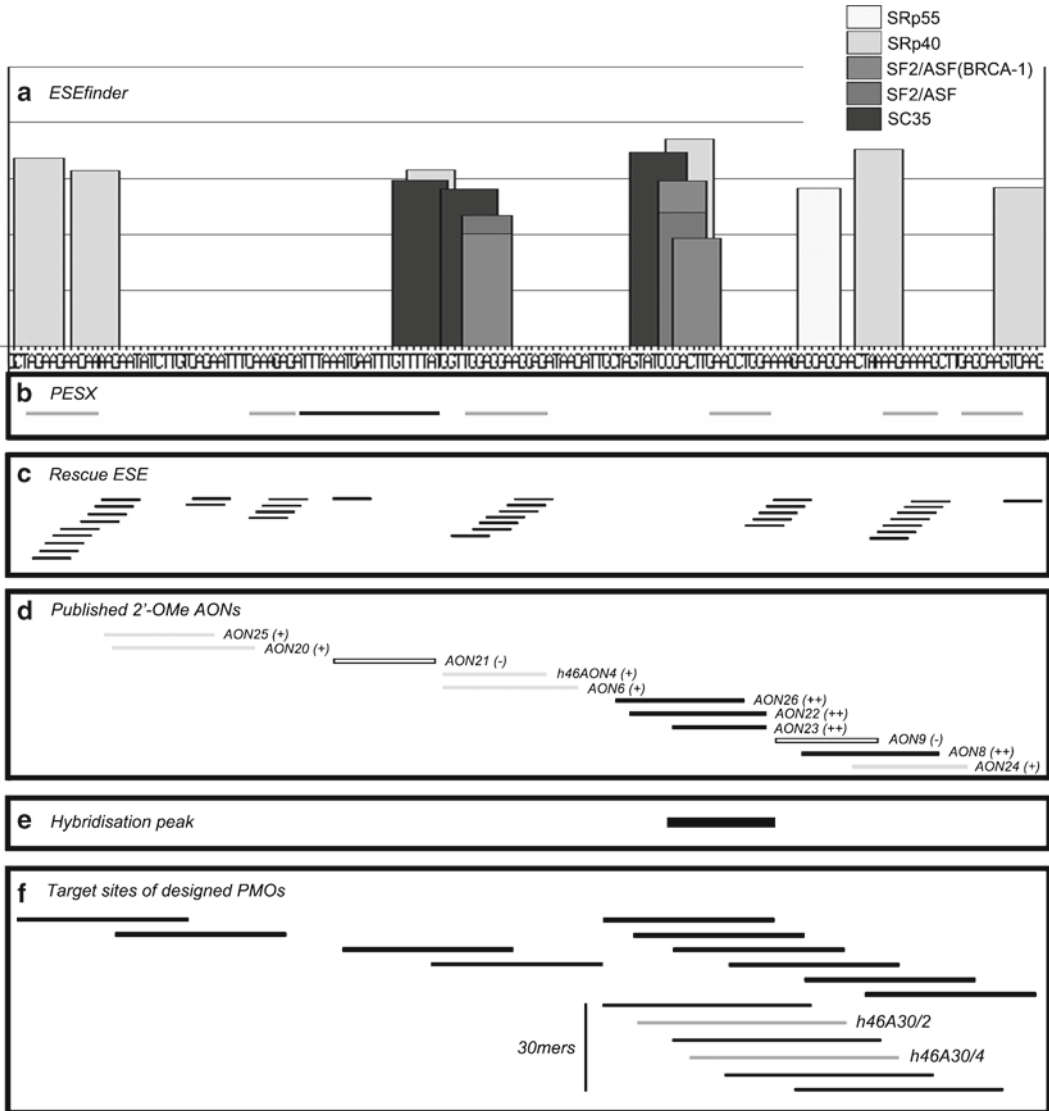 SRp55
SRp40
SF2/ASF(BRCA-1)
SF2/ASF
SC35
a ESEfinder
b PESX
c Rescue ESE
d Published 2'-OMe AONs
AON25 (+)
AON20 (+)
AON21 (-)
h46AON4 (+)
AON6 (+)
AON26 (++)
AON22 (++)
AON23 (++)
AON9 (-)
AON8 (++)
AON24 (+)
e Hybridisation peak
f Target sites of designed PMOs
h46A30/2
30mers
h46A30/4